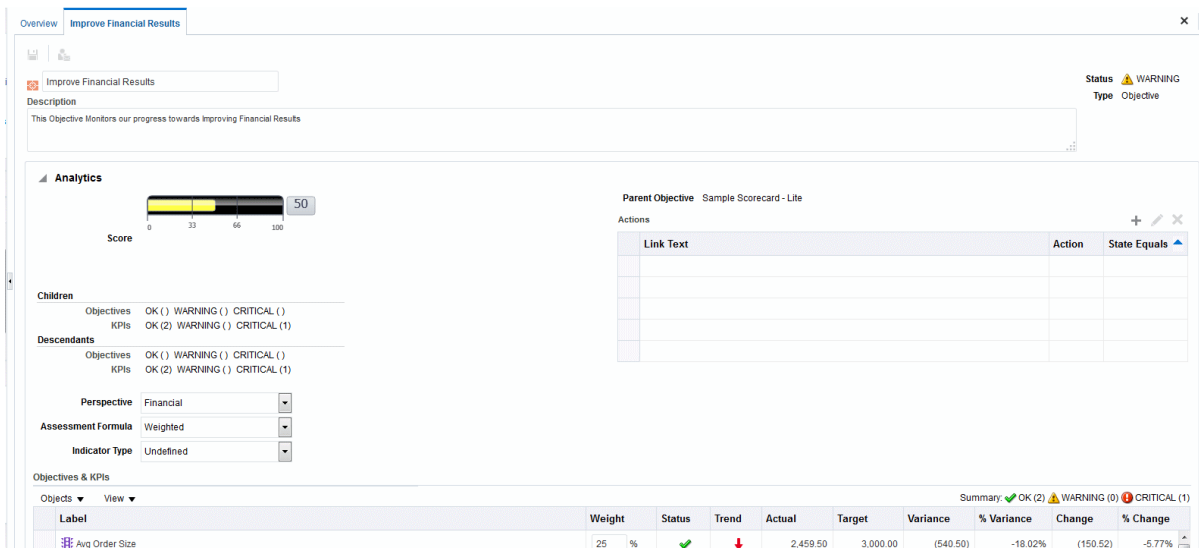 Overview Improve Financial Results
Improve Financial Results
Status WARNING
Type Objective
Description
This Objective Monitors our progress towards Improving Financial Results
Analytics
50
0 33 66 100
Score
Parent Objective Sample Scorecard - Lite
Actions
Link Text Action State Equals
Children
Objectives OK ( ) WARNING ( ) CRITICAL ( )
KPIs OK (2) WARNING ( ) CRITICAL (1)
Descendants
Objectives OK ( ) WARNING ( ) CRITICAL ( )
KPIs OK (2) WARNING ( ) CRITICAL (1)
Perspective Financial
Assessment Formula Weighted
Indicator Type Undefined
Objectives & KPIs
Objects View Summary: OK (2) WARNING (0) CRITICAL (1)
Label Weight Status Trend Actual Target Variance % Variance Change % Change
Avg Order Size 25 % 2,459.50 3,000.00 (540.50) -18.02% (150.52) -5.77%